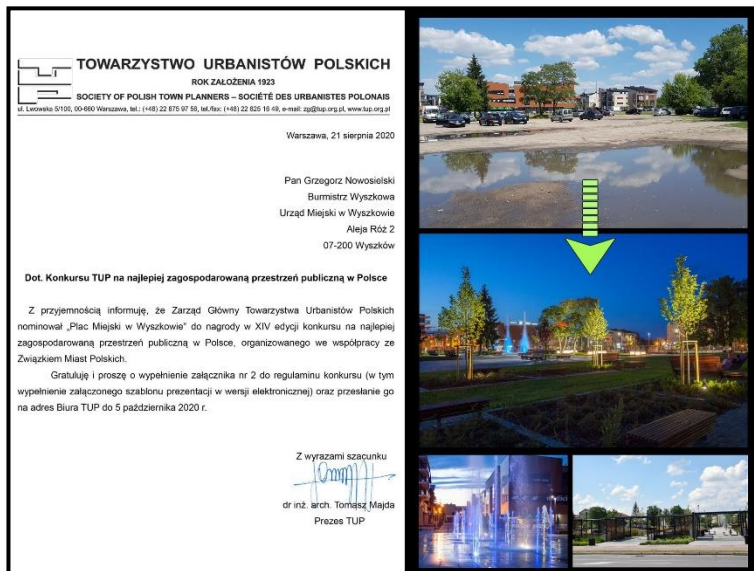 TOWARZYSTWO URBANISTÓW POLSKICH
ROK ZAŁOŻENIA 1923
SOCIETY OF POLISH TOWN PLANNERS – SOCIÉTÉ DES URBANISTES POLONAIS
ul. Lwowska 5/100, 00-660 Warszawa, tel.: (+48) 22 875 97 56, tel./fax: (+48) 22 825 16 49, e-mail: zg@tup.org.pl, www.tup.org.pl
Warszawa, 21 sierpnia 2020
Pan Grzegorz Nowosielski
Burmistrz Wyszkowa
Urząd Miejski w Wyszkowie
Aleja Róż 2
07-200 Wyszków
Dot. Konkursu TUP na najlepiej zagospodarowaną przestrzeń publiczną w Polsce
Z przyjemnością informuję, że Zarząd Główny Towarzystwa Urbanistów Polskich
nominował „Plac Miejski w Wyszkowie" do nagrody w XIV edycji konkursu na najlepiej
zagospodarowaną przestrzeń publiczną w Polsce, organizowanego we współpracy ze
Związkiem Miast Polskich.
Gratuluję i proszę o wypełnienie załącznika nr 2 do regulaminu konkursu (w tym
wypełnienie załączonego szablonu prezentacji w wersji elektronicznej) oraz przesłanie go
na adres Biura TUP do 5 października 2020 r.
Z wyrazami szacunku
dr inż. arch. Tomasz Majda
Prezes TUP